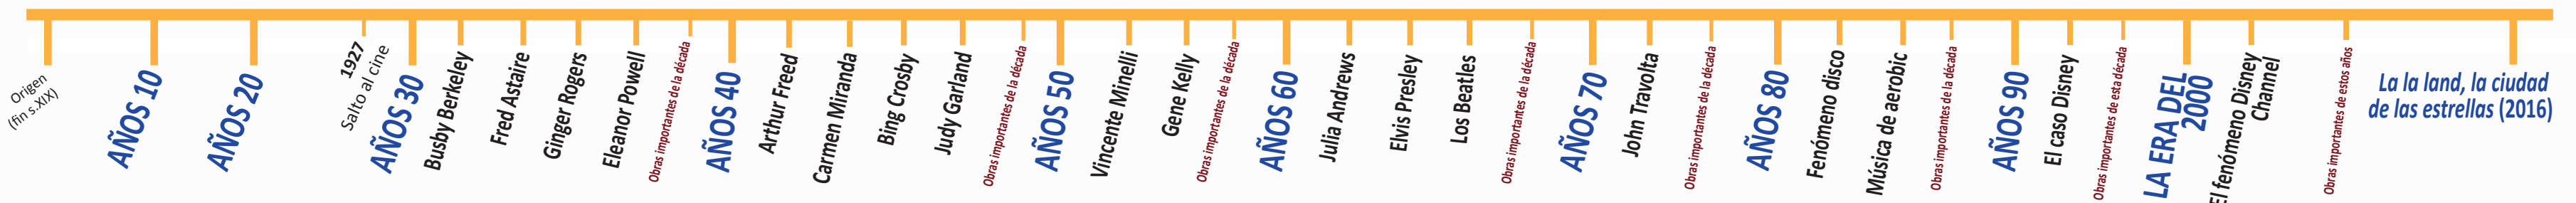 Origen
(fin s.XIX)
AÑOS 10
AÑOS 20
1927
Salto al cine
AÑOS 30
Busby Berkeley
Fred Astaire
Ginger Rogers
Eleanor Powell
Obras importantes de la década
AÑOS 40
Arthur Freed
Carmen Miranda
Bing Crosby
Judy Garland
Obras importantes de la década
AÑOS 50
Vincente Minelli
Gene Kelly
Obras importantes de la década
AÑOS 60
Julia Andrews
Elvis Presley
Los Beatles
Obras importantes de la década
AÑOS 70
John Travolta
Obras importantes de la década
AÑOS 80
Fenómeno disco
Música de aerobic
Obras importantes de la década
AÑOS 90
El caso Disney
Obras importantes de esta década
LA ERA DEL
2000
El fenómeno Disney
Channel
Obras importantes de estos años
La la land, la ciudad
de las estrellas (2016)